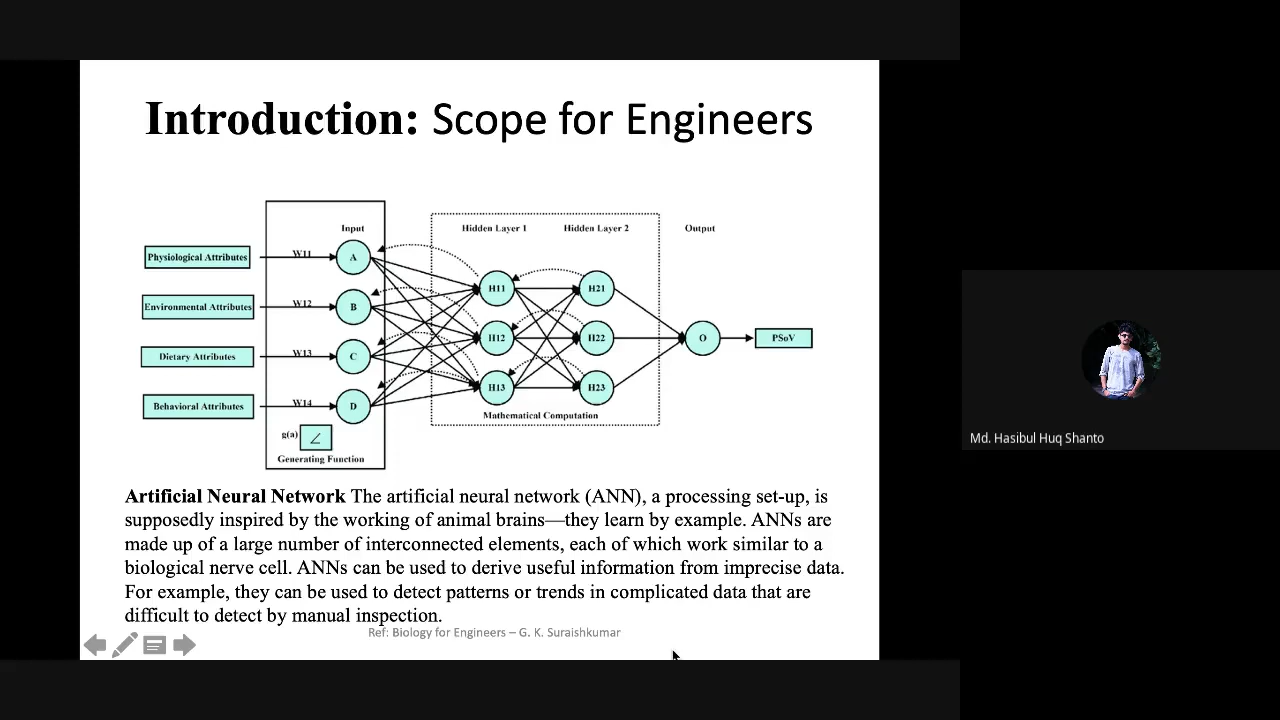 Introduction: Scope for Engineers
Input
Hidden Layer 1
Hidden Layer 2
Output
Physiological Attributes
W11
A
Environmental Attributes
W12
B
Dietary Attributes
W13
C
Behavioral Attributes
W14
D
H11
H21
H12
H22
H13
H23
O
PSoV
Mathematical Computation
g(a)
Generating Function
Artificial Neural Network The artificial neural network (ANN), a processing set-up, is
supposedly inspired by the working of animal brains—they learn by example. ANNs are
made up of a large number of interconnected elements, each of which work similar to a
biological nerve cell. ANNs can be used to derive useful information from imprecise data.
For example, they can be used to detect patterns or trends in complicated data that are
difficult to detect by manual inspection.
Ref: Biology for Engineers – G. K. Suraishkumar
Md. Hasibul Huq Shanto